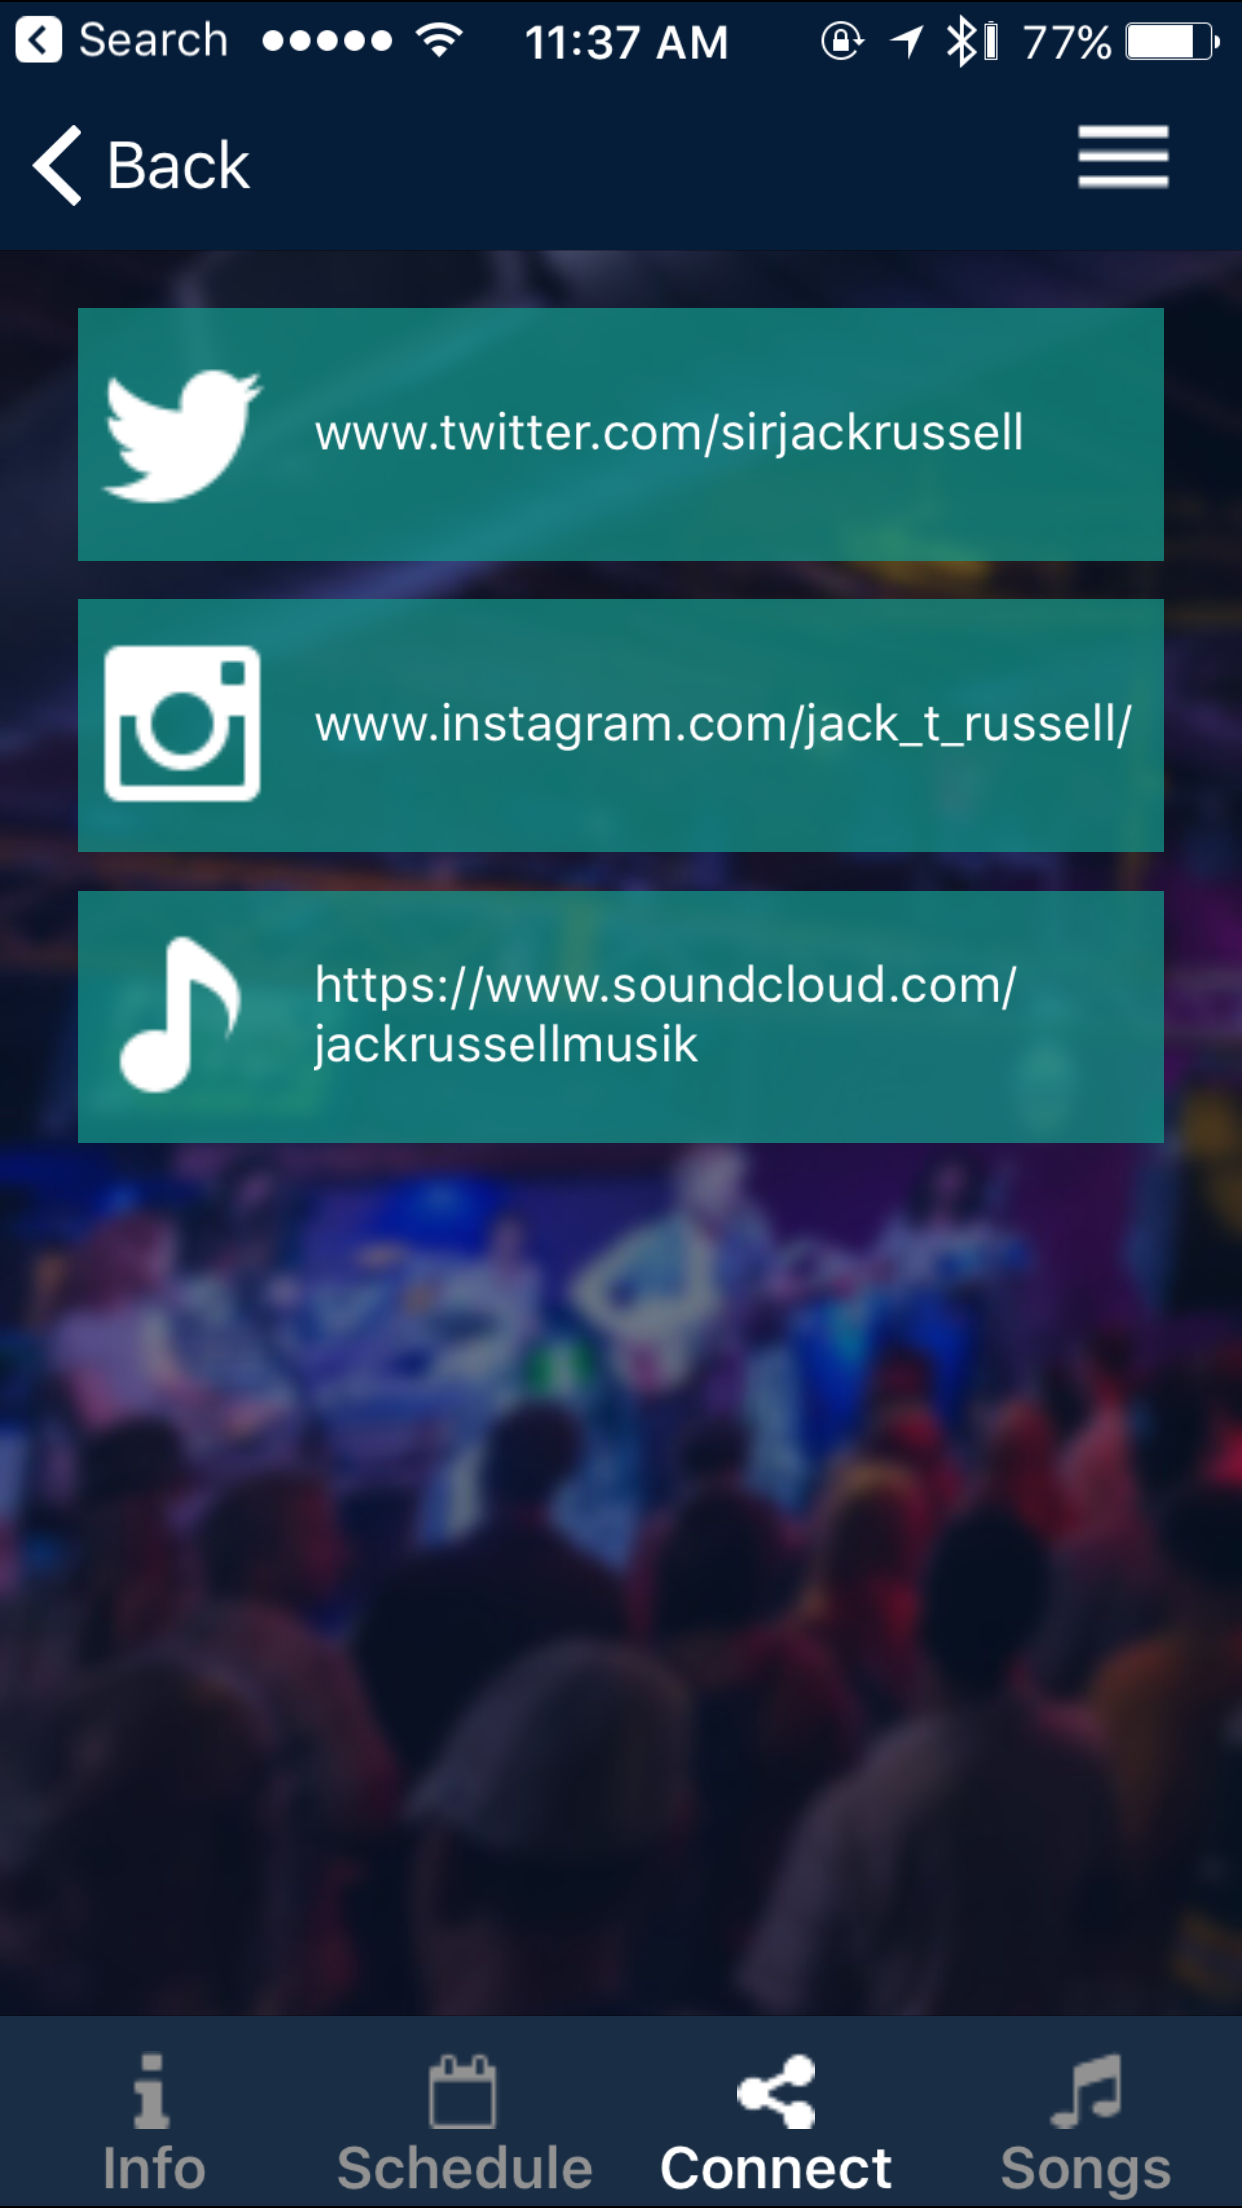 Search 11:37 AM 77%
Back
www.twitter.com/sirjackrussell
www.instagram.com/jack_t_russell/
https://www.soundcloud.com/
jackrussellmusik
Info Schedule Connect Songs